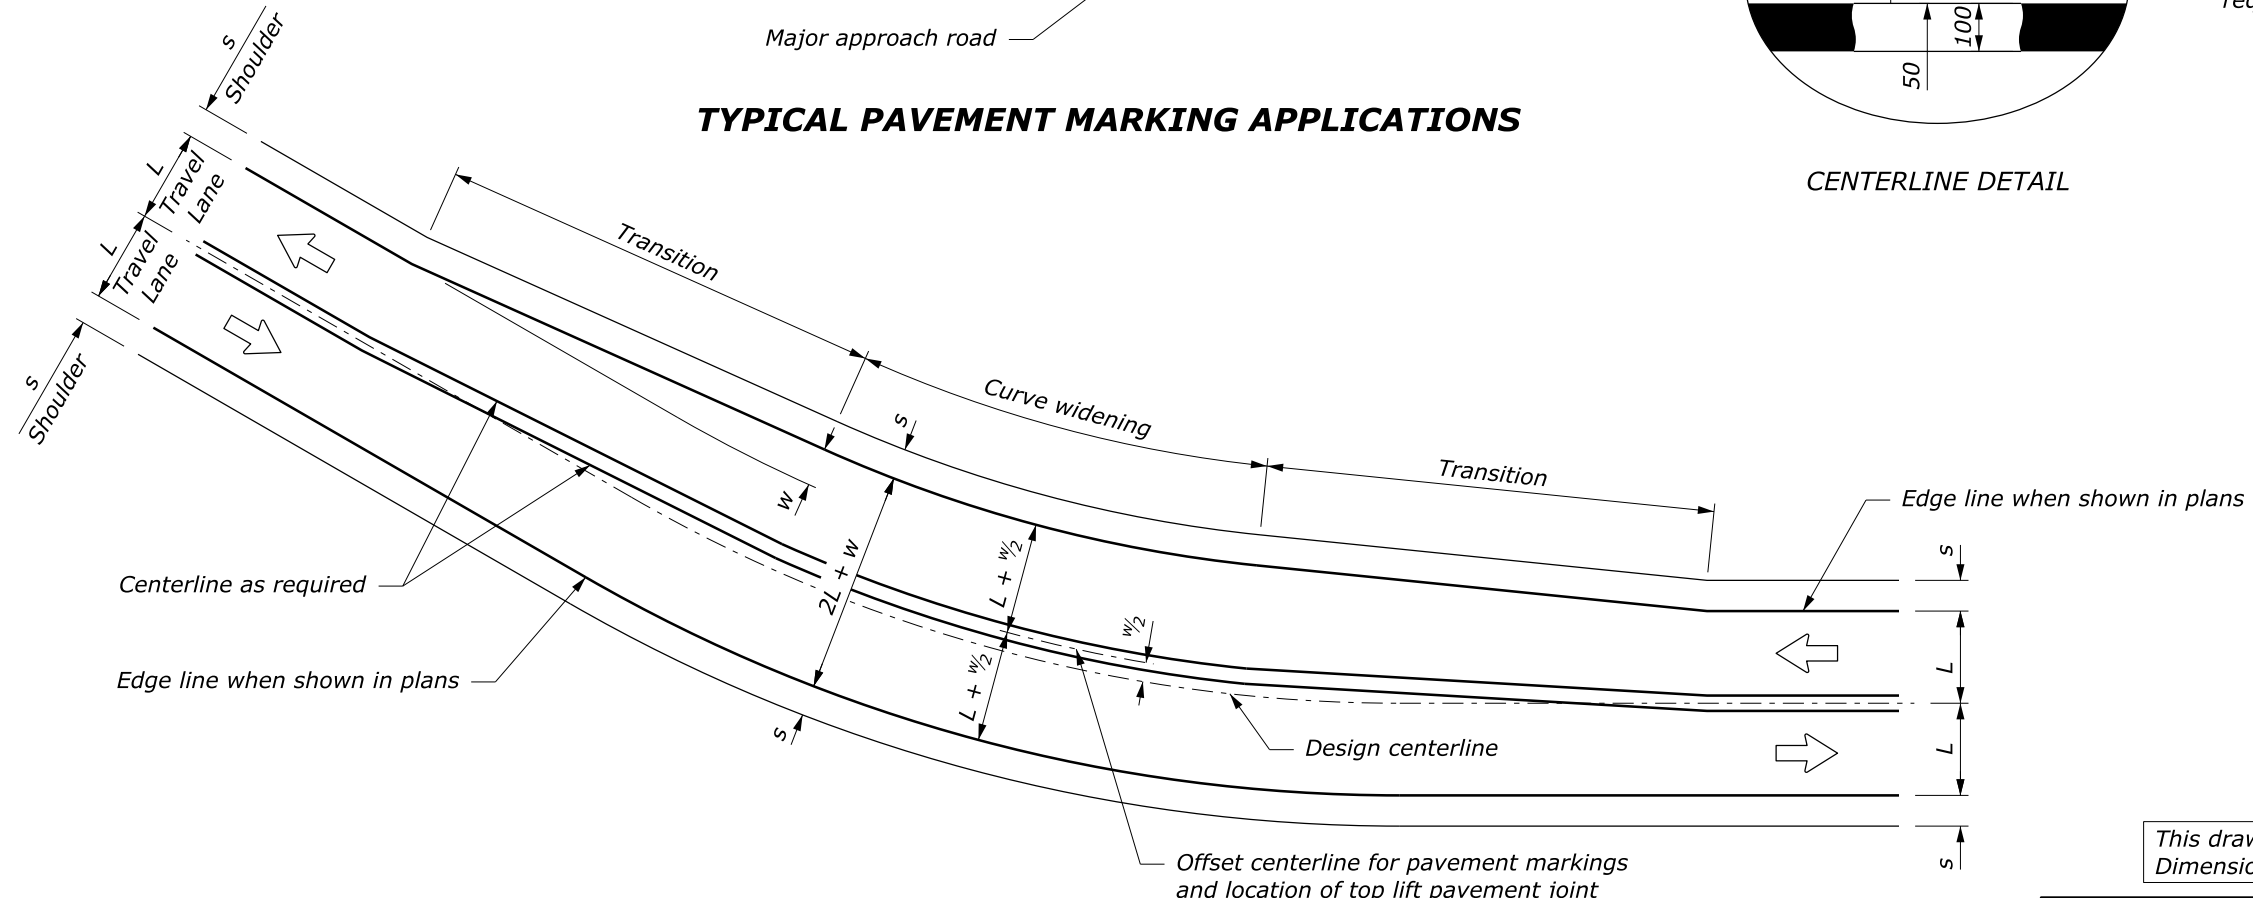 Major approach road
TYPICAL PAVEMENT MARKING APPLICATIONS
100
50
CENTERLINE DETAIL
s
Shoulder
L
Travel
Lane
L
Travel
Lane
s
Shoulder
Transition
Curve widening
Transition
s
w
2L + w
L + w/2
L + w/2
w/2
s
Centerline as required
Edge line when shown in plans
Edge line when shown in plans
s
L
L
s
Design centerline
Offset centerline for pavement markings
and location of top lift pavement joint
This draw
Dimensio